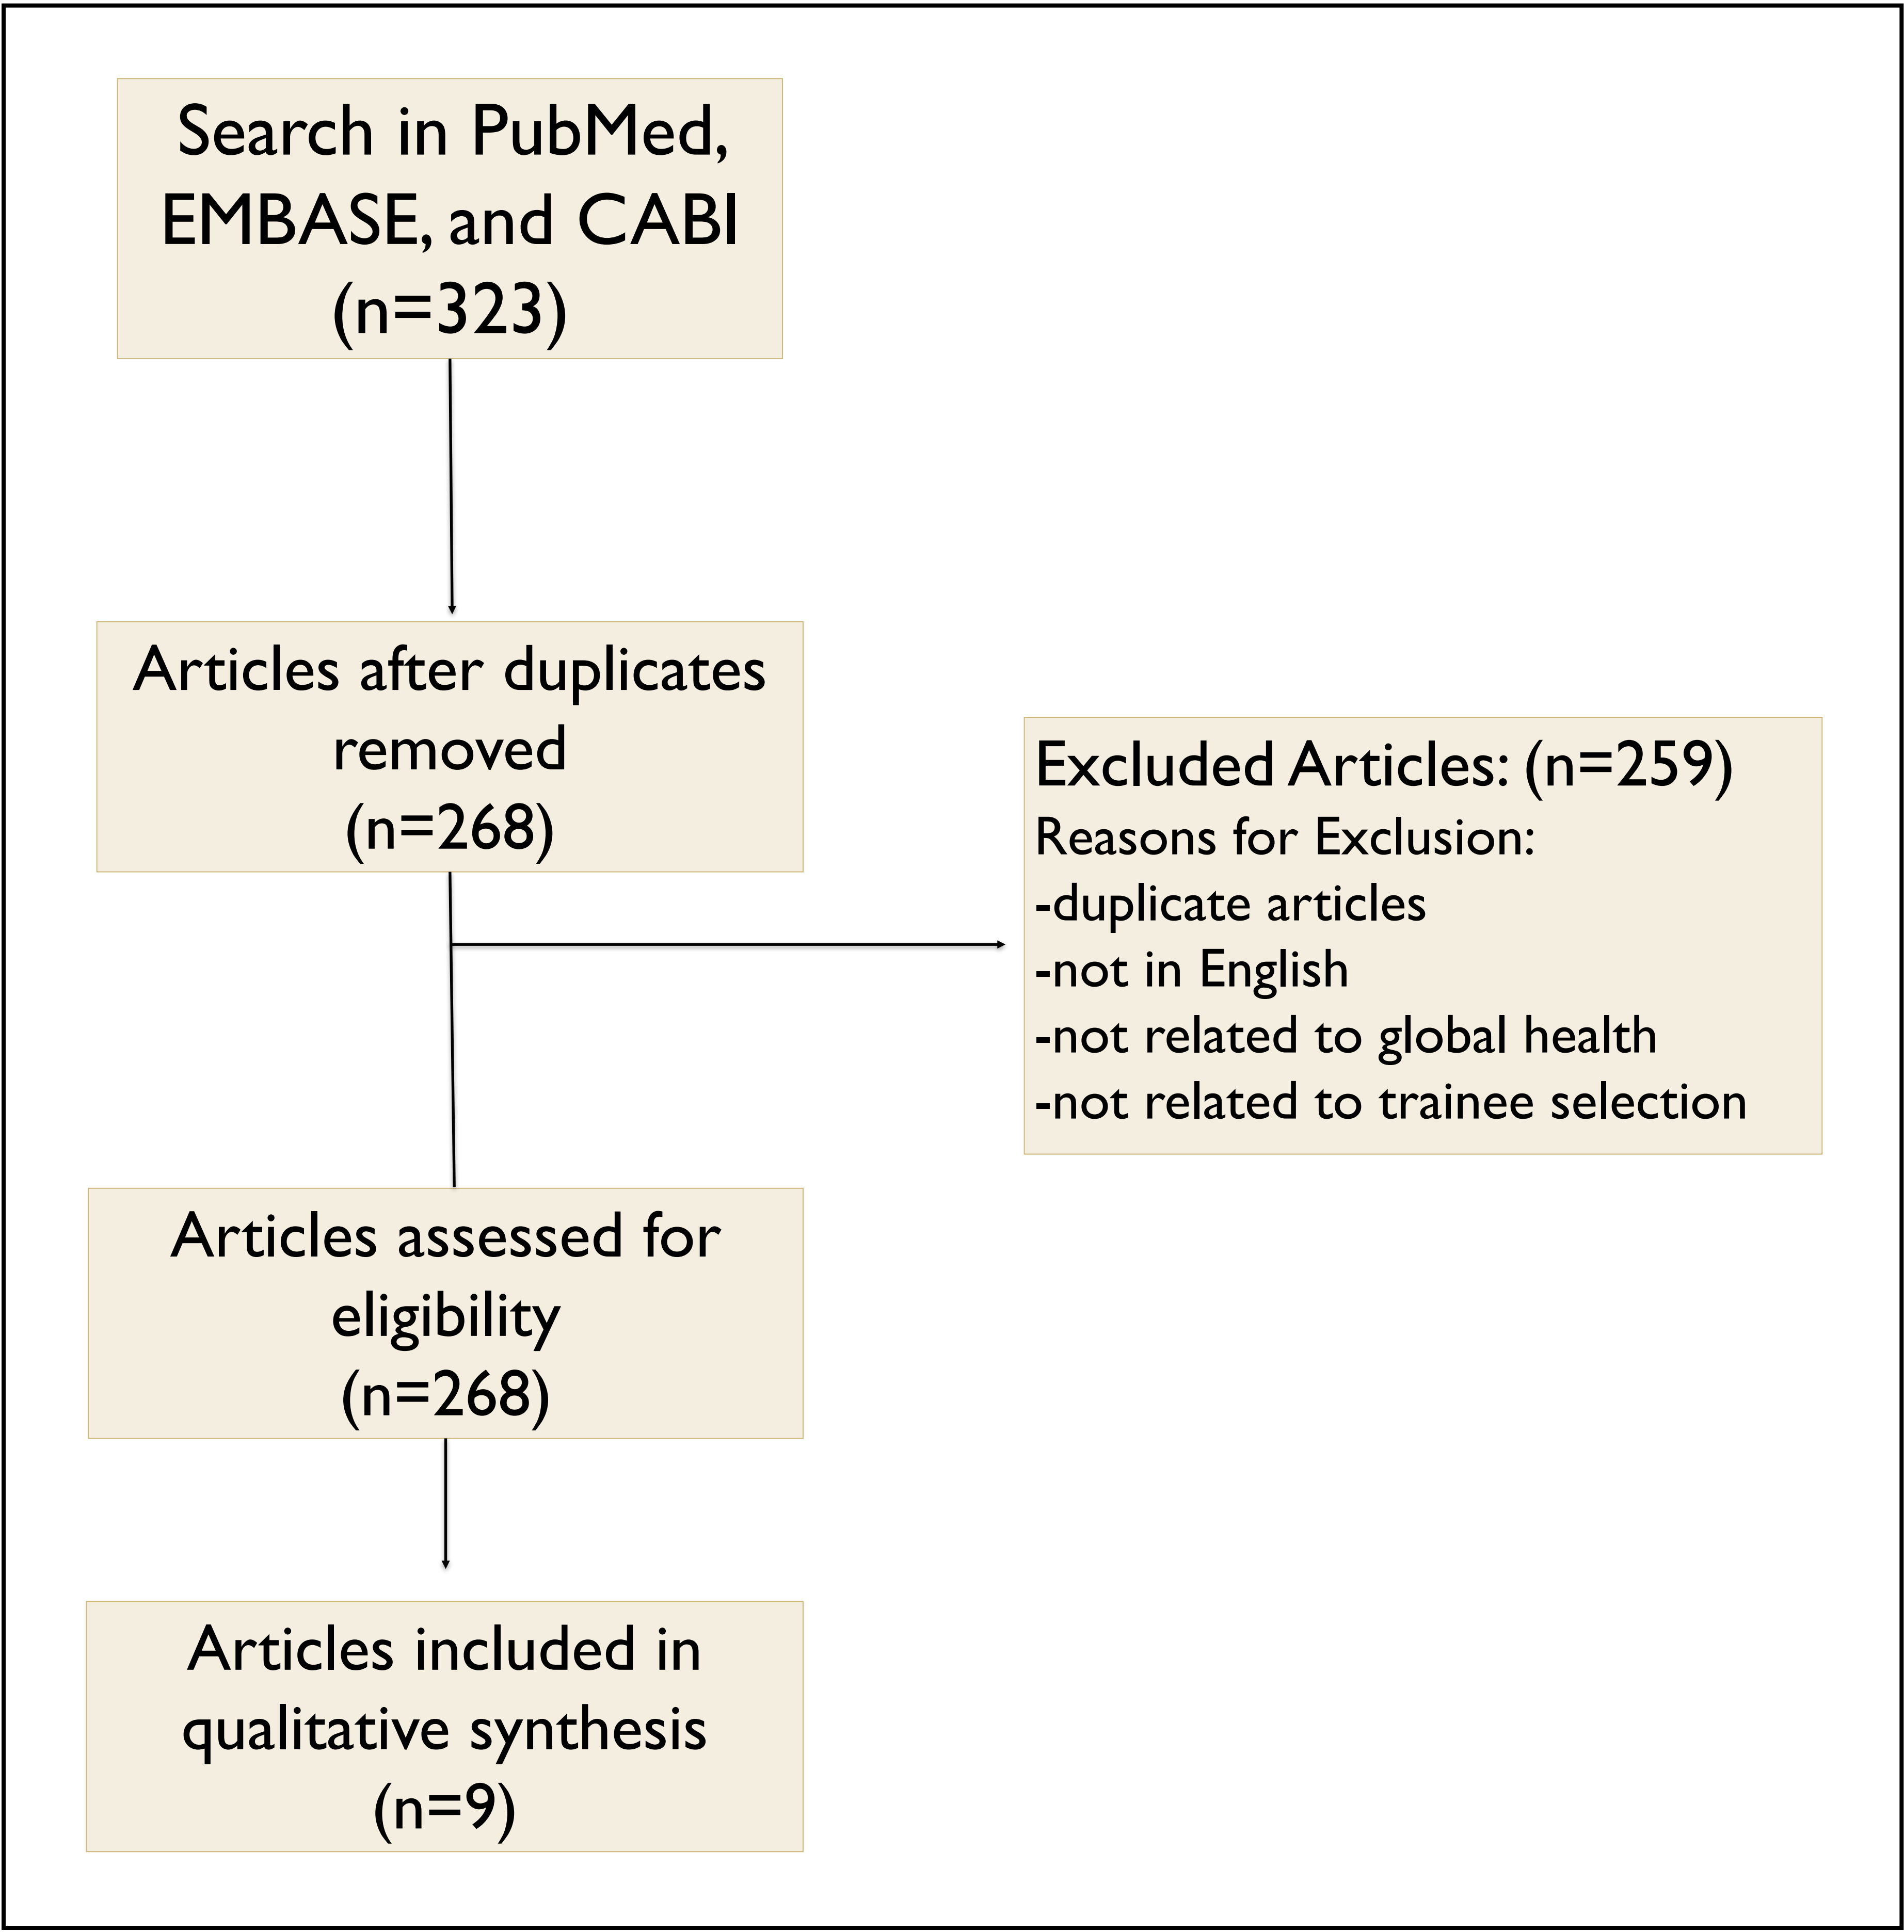 Search in PubMed,
EMBASE, and CABI
(n=323)
Articles after duplicates
removed
(n=268)
Excluded Articles: (n=259)
Reasons for Exclusion:
-duplicate articles
-not in English
-not related to global health
-not related to trainee selection
Articles assessed for
eligibility
(n=268)
Articles included in
qualitative synthesis
(n=9)